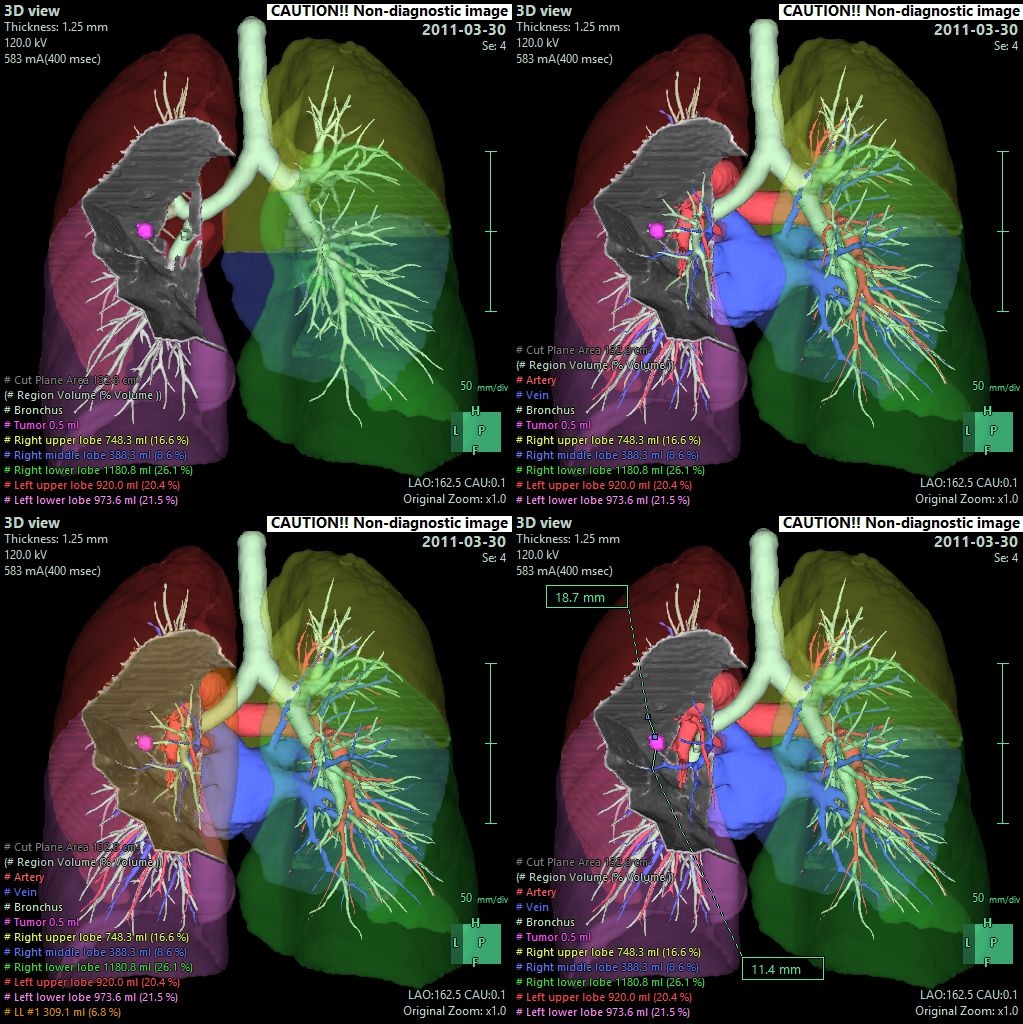 3D view
CAUTION!! Non-diagnostic image
Thickness: 1.25 mm
2011-03-30
120.0 kV
Se: 4
583 mA(400 msec)
# Cut Plane Area 132.3 cm²
(# Region Volume (% Volume ))
# Bronchus
# Tumor 0.5 ml
# Right upper lobe 748.3 ml (16.6 %)
# Right middle lobe 388.3 ml (8.6 %)
# Right lower lobe 1180.8 ml (26.1 %)
# Left upper lobe 920.0 ml (20.4 %)
# Left lower lobe 973.6 ml (21.5 %)
50 mm/div
H
L P
F
LAO:162.5 CAU:0.1
Original Zoom: x1.0
3D view
CAUTION!! Non-diagnostic image
Thickness: 1.25 mm
2011-03-30
120.0 kV
Se: 4
583 mA(400 msec)
# Cut Plane Area
(# Region Volume (% Volume ))
# Artery
# Vein
# Bronchus
# Tumor 0.5 ml
# Right upper lobe 748.3 ml (16.6 %)
# Right middle lobe 388.3 ml (8.6 %)
# Right lower lobe 1180.8 ml (26.1 %)
# Left upper lobe 920.0 ml (20.4 %)
# Left lower lobe 973.6 ml (21.5 %)
50 mm/div
H
L P
F
LAO:162.5 CAU:0.1
Original Zoom: x1.0
3D view
CAUTION!! Non-diagnostic image
Thickness: 1.25 mm
2011-03-30
120.0 kV
Se: 4
583 mA(400 msec)
# Cut Plane Area
(# Region Volume (% Volume ))
# Artery
# Vein
# Bronchus
# Tumor 0.5 ml
# Right upper lobe 748.3 ml (16.6 %)
# Right middle lobe 388.3 ml (8.6 %)
# Right lower lobe 1180.8 ml (26.1 %)
# Left upper lobe 920.0 ml (20.4 %)
# Left lower lobe 973.6 ml (21.5 %)
# LL #1 309.1 ml (6.8 %)
50 mm/div
H
L P
F
LAO:162.5 CAU:0.1
Original Zoom: x1.0
3D view
CAUTION!! Non-diagnostic image
Thickness: 1.25 mm
2011-03-30
120.0 kV
Se: 4
583 mA(400 msec)
18.7 mm
# Cut Plane Area
(# Region Volume (% Volume ))
# Artery
# Vein
# Bronchus
# Tumor 0.5 ml
# Right upper lobe 748.3 ml (16.6 %)
# Right middle lobe 388.3 ml (8.6 %)
# Right lower lobe 1180.8 ml (26.1 %)
# Left upper lobe 920.0 ml (20.4 %)
# Left lower lobe 973.6 ml (21.5 %)
11.4 mm
50 mm/div
H
L P
F
LAO:162.5 CAU:0.1
Original Zoom: x1.0